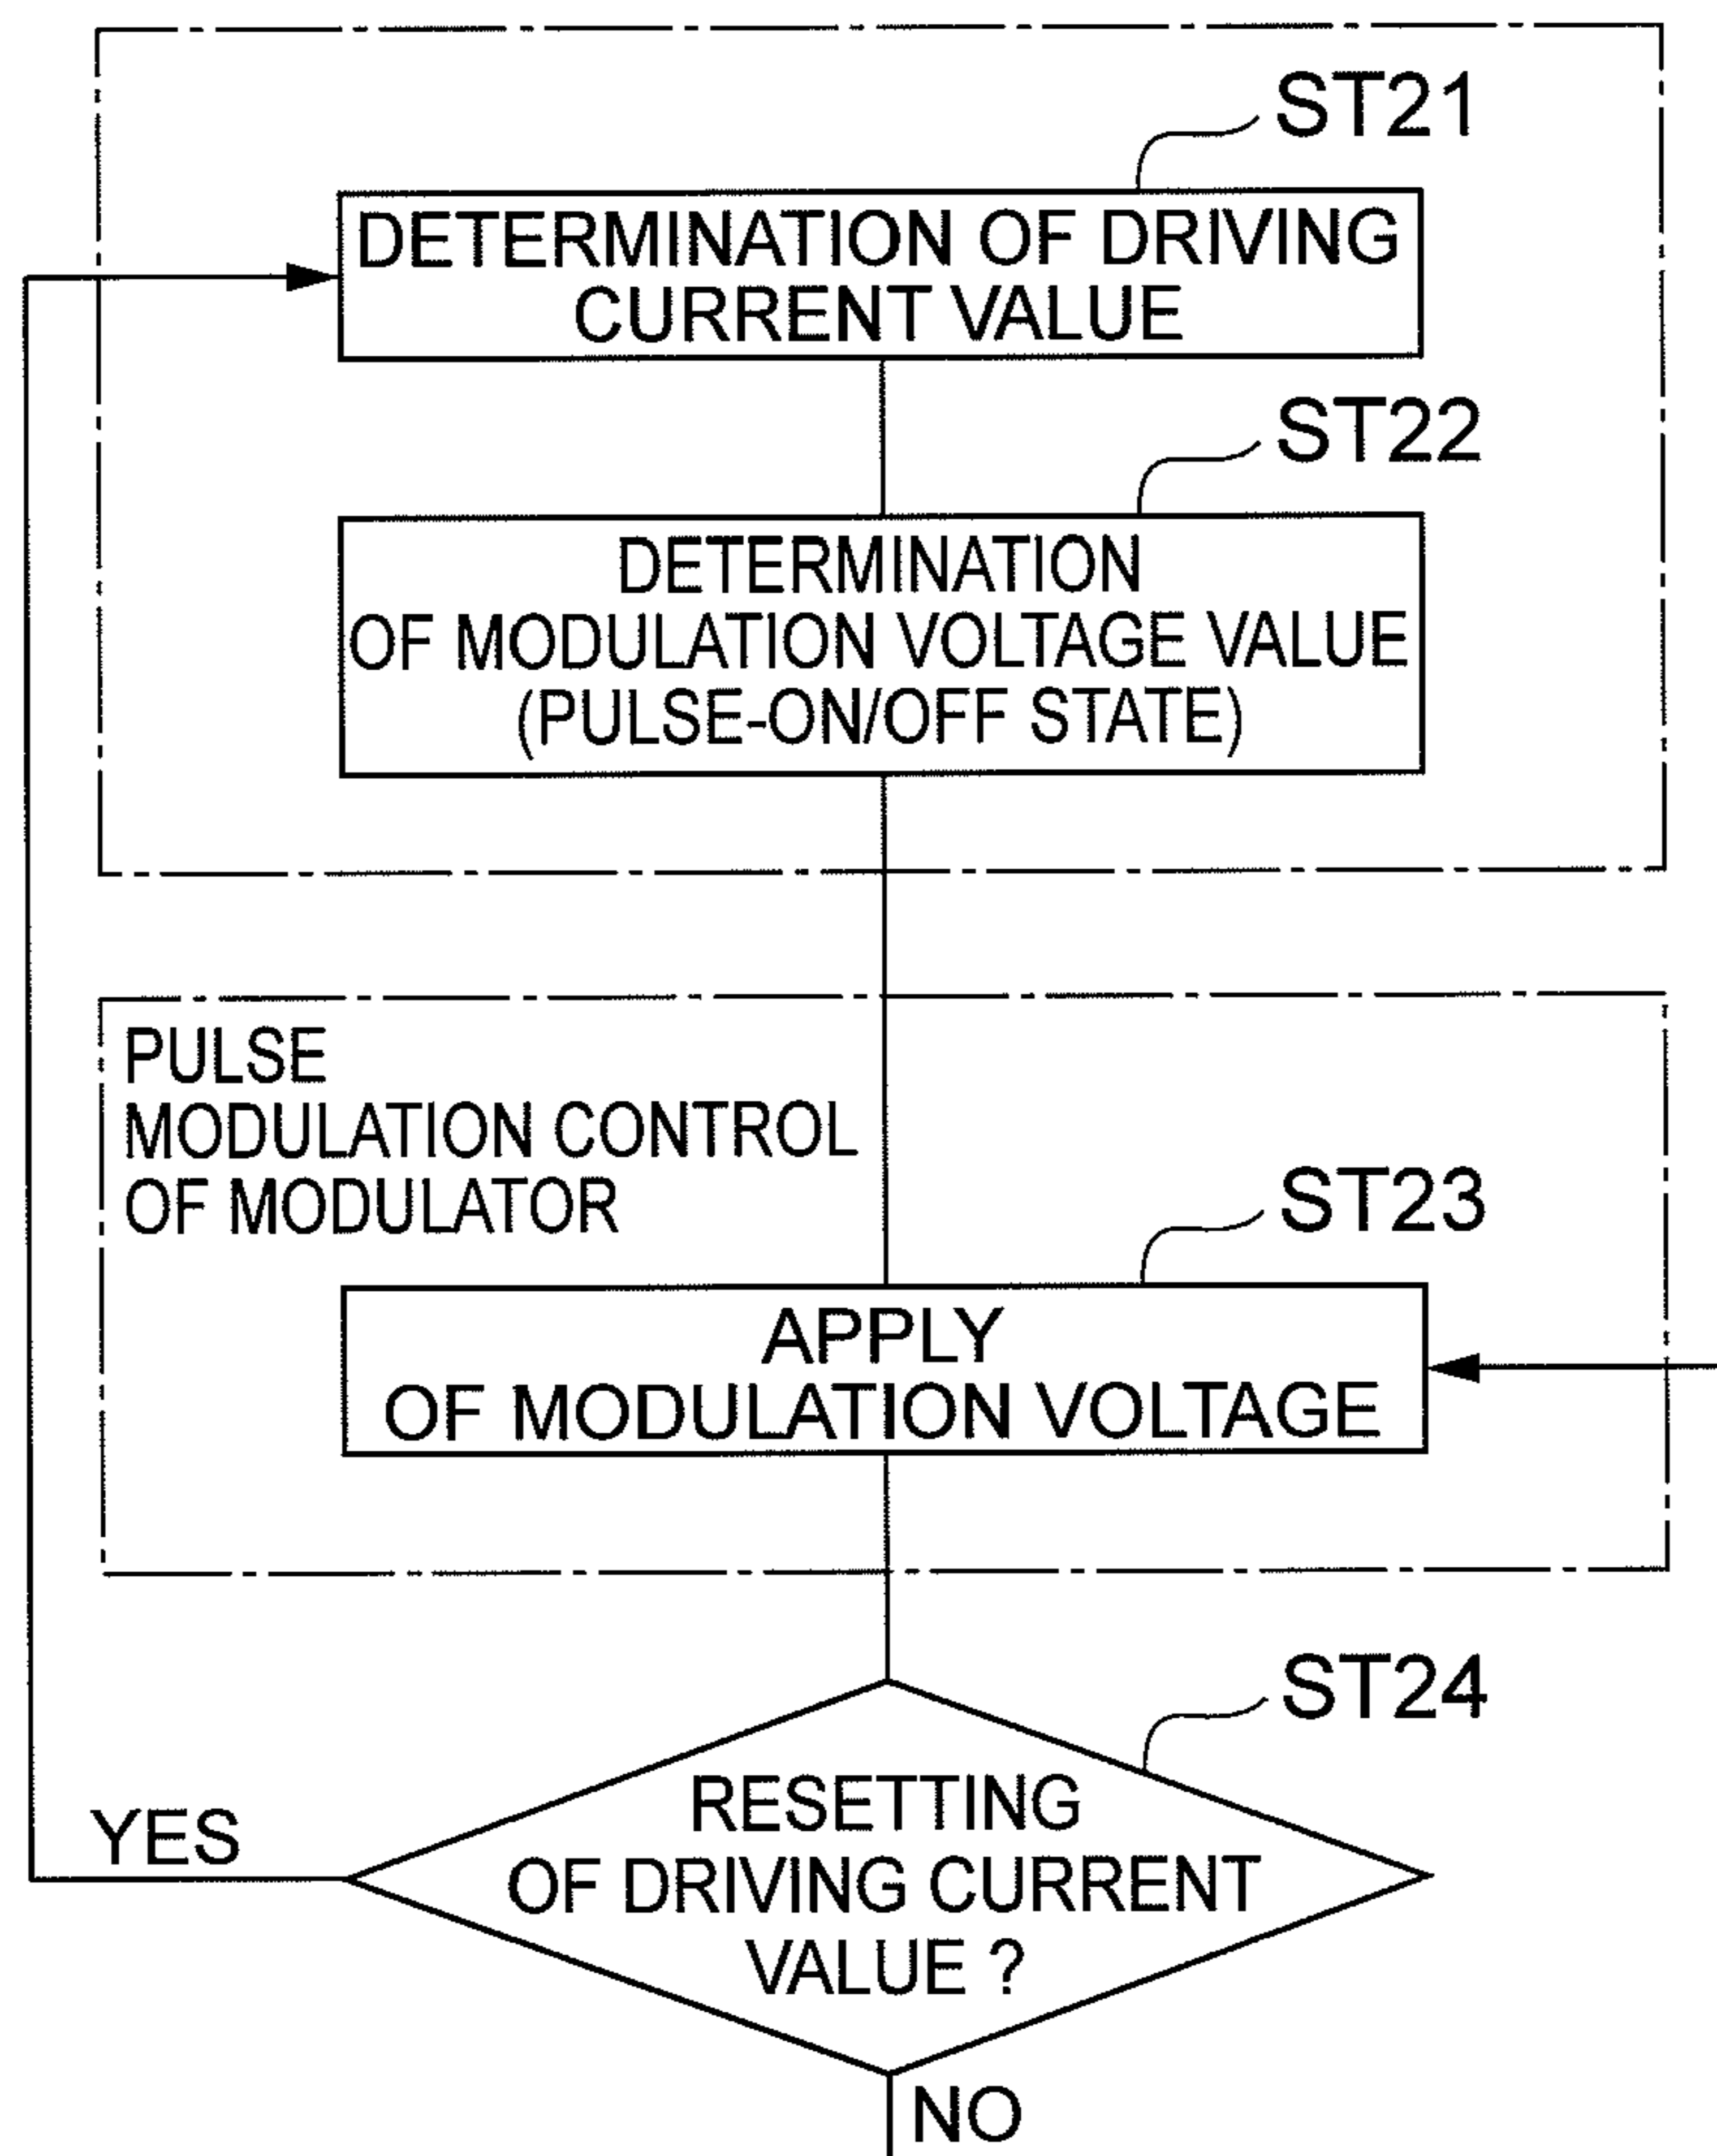 ST21
DETERMINATION OF DRIVING
CURRENT VALUE
ST22
DETERMINATION
OF MODULATION VOLTAGE VALUE
(PULSE-ON/OFF STATE)
PULSE
MODULATION CONTROL
OF MODULATOR
ST23
APPLY
OF MODULATION VOLTAGE
ST24
RESETTING
OF DRIVING CURRENT
VALUE ?
YES
NO